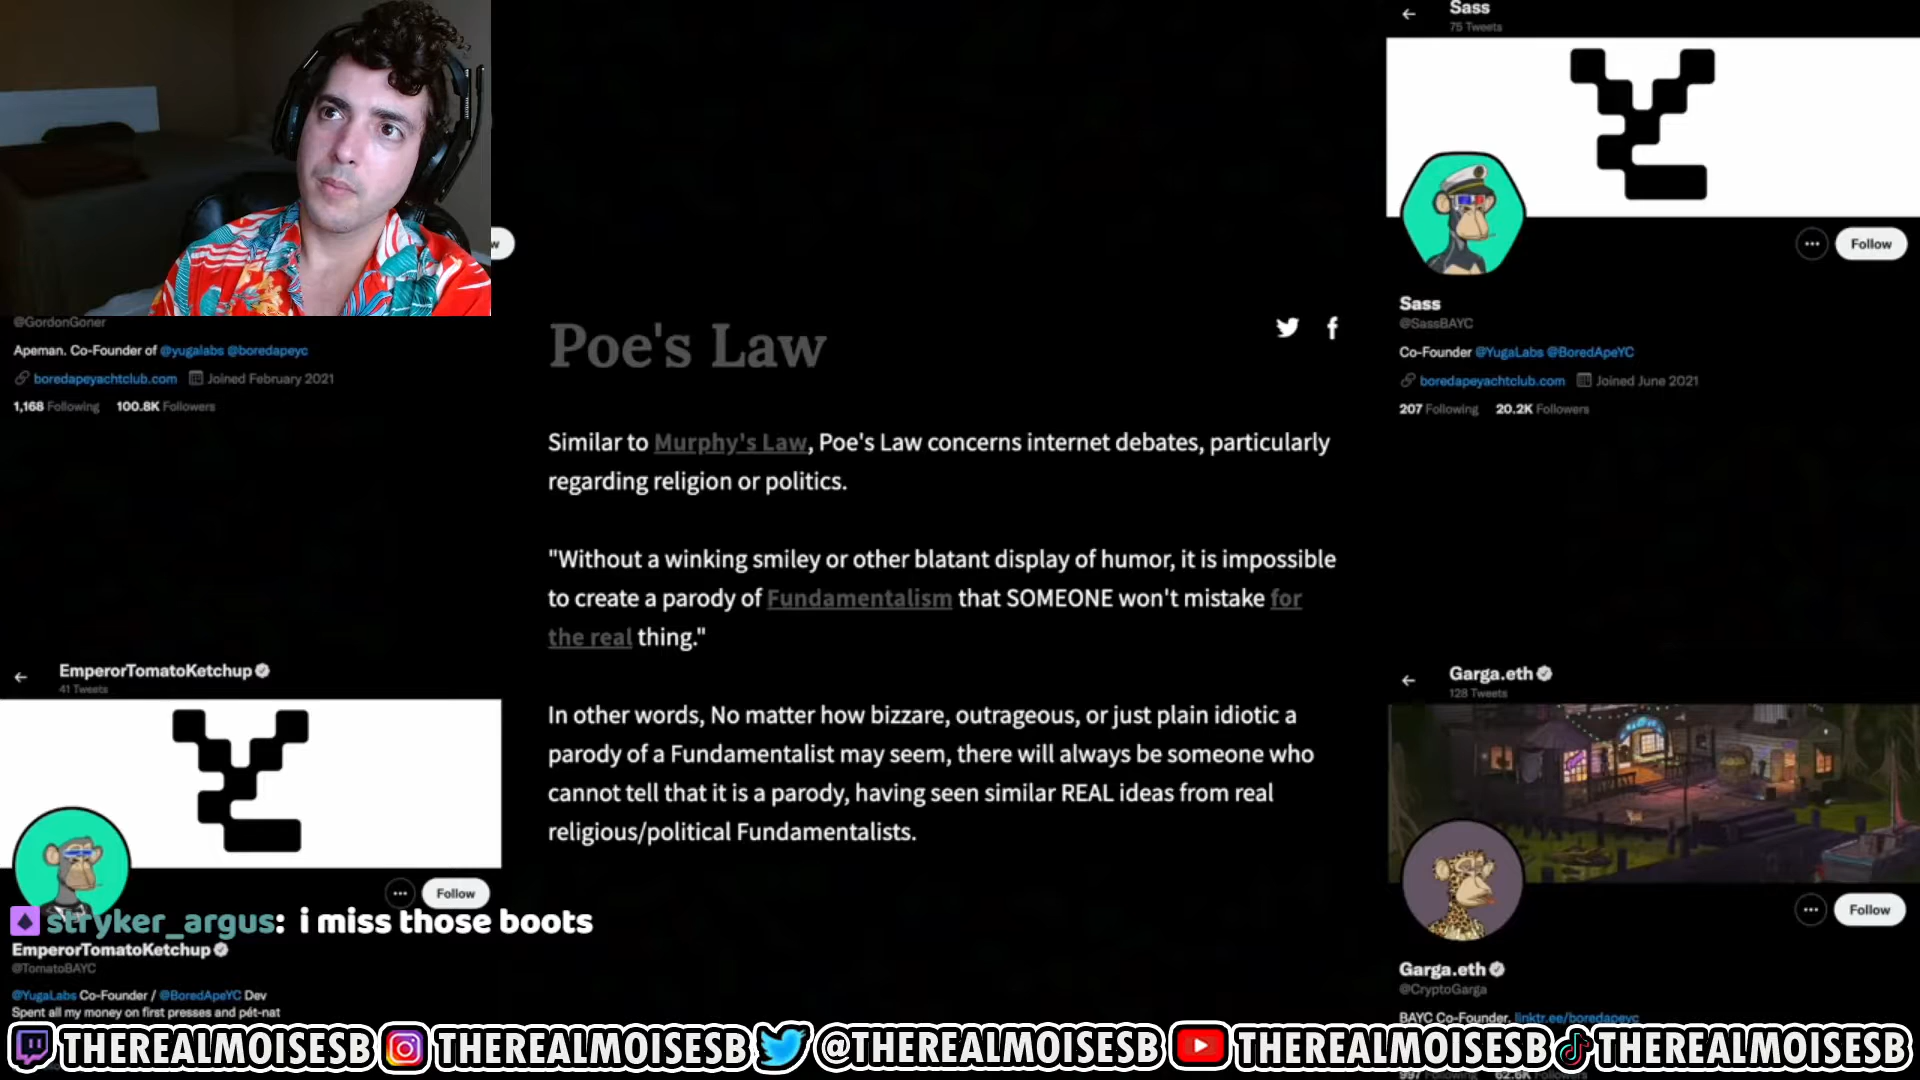 Sass
75 Tweets
Follow
Sass
@SassBAYC
Co-Founder @YugaLabs @BoredApeYC
boredapeyachtclub.com Joined June 2021
207 Following 20.2K Followers
w
@GordonGoner
Apeman. Co-Founder of @yugalabs @boredapeyc
boredapeyachtclub.com Joined February 2021
1,168 Following 100.8K Followers
Poe's Law
Similar to Murphy's Law, Poe's Law concerns internet debates, particularly
regarding religion or politics.
"Without a winking smiley or other blatant display of humor, it is impossible
to create a parody of Fundamentalism that SOMEONE won't mistake for
the real thing."
In other words, No matter how bizzare, outrageous, or just plain idiotic a
parody of a Fundamentalist may seem, there will always be someone who
cannot tell that it is a parody, having seen similar REAL ideas from real
religious/political Fundamentalists.
EmperorTomatoKetchup
41 Tweets
Follow
stryker_argus: i miss those boots
EmperorTomatoKetchup
@TomatoBAYC
@YugaLabs Co-Founder / @BoredApeYC Dev
Spent all my money on first presses and pét-nat
Garga.eth
128 Tweets
Follow
Garga.eth
@CryptoGarga
BAYC Co-Founder. linktr.ee/boredapeyc
THEREALMOISESB THEREALMOISESB @THEREALMOISESB THEREALMOISESB THEREALMOISESB
997 Following 62.6K Followers